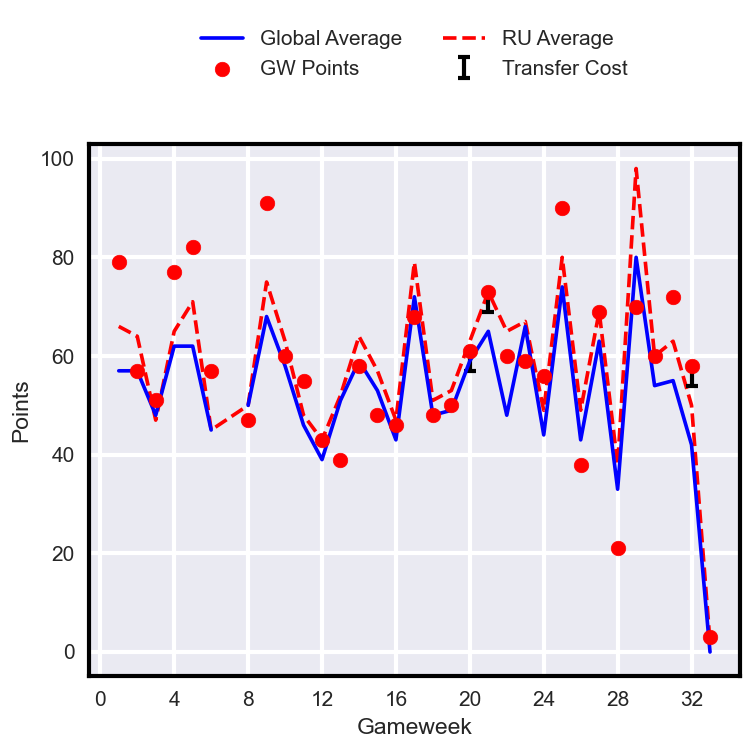 Global Average
RU Average
GW Points
Transfer Cost
100
80
60
40
20
0
Points
0 4 8 12 16 20 24 28 32
Gameweek